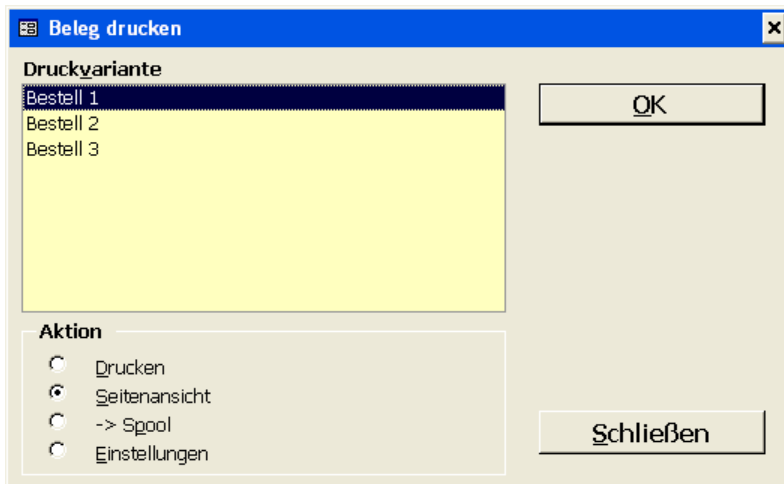 Beleg drucken
Druckvariante
Bestell 1
Bestell 2
Bestell 3
OK
Aktion
Drucken
Seitenansicht
-> Spool
Einstellungen
Schließen